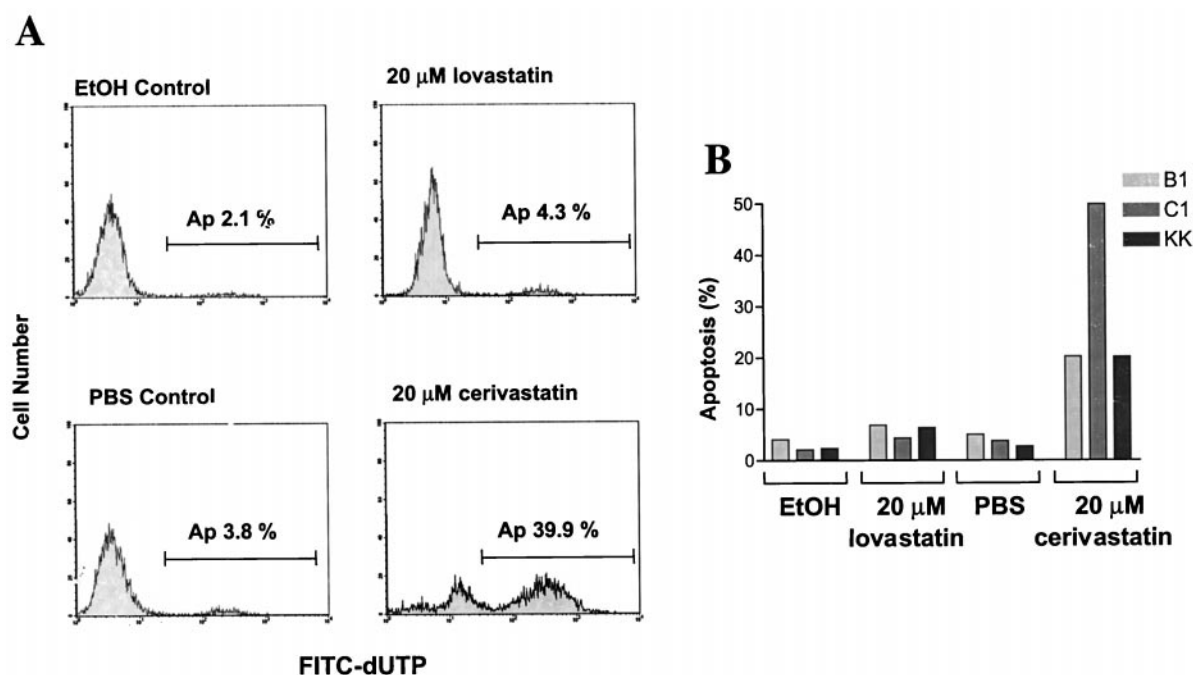 A
EtOH Control
Ap 2.1 %
20 μM lovastatin
Ap 4.3 %
PBS Control
Ap 3.8 %
20 μM cerivastatin
Ap 39.9 %
Cell Number
FITC-dUTP
B
B1
C1
KK
Apoptosis (%)
50
40
30
20
10
0
EtOH
20 μM
lovastatin
PBS
20 μM
cerivastatin